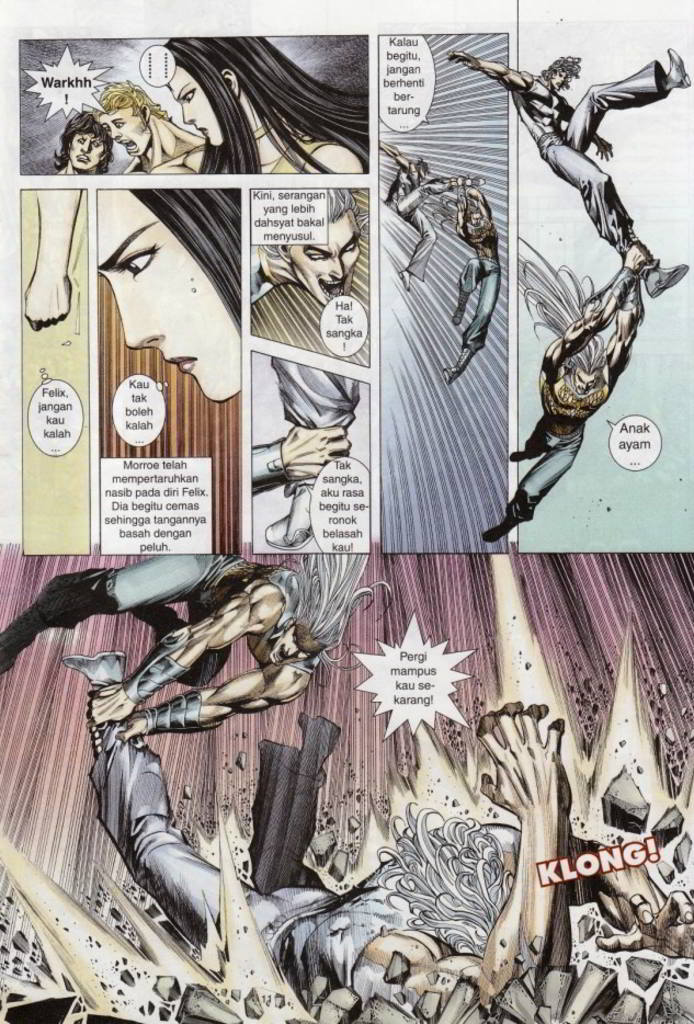 Warkhh
!
.......
Kalau
begitu,
jangan
berhenti
ber-
tarung
...
Felix,
jangan
kau
kalah
...
Kau
tak
boleh
kalah
...
Morroe telah
mempertaruhkan
nasib pada diri Felix.
Dia begitu cemas
sehingga tangannya
basah dengan
peluh.
Kini, serangan
yang lebih
dahsyat bakal
menyusul.
Ha!
Tak
sangka
!
Tak
sangka,
aku rasa
begitu se-
ronok
belasah
kau!
Anak
ayam
...
Pergi
mampus
kau se-
karang!
KLONG!